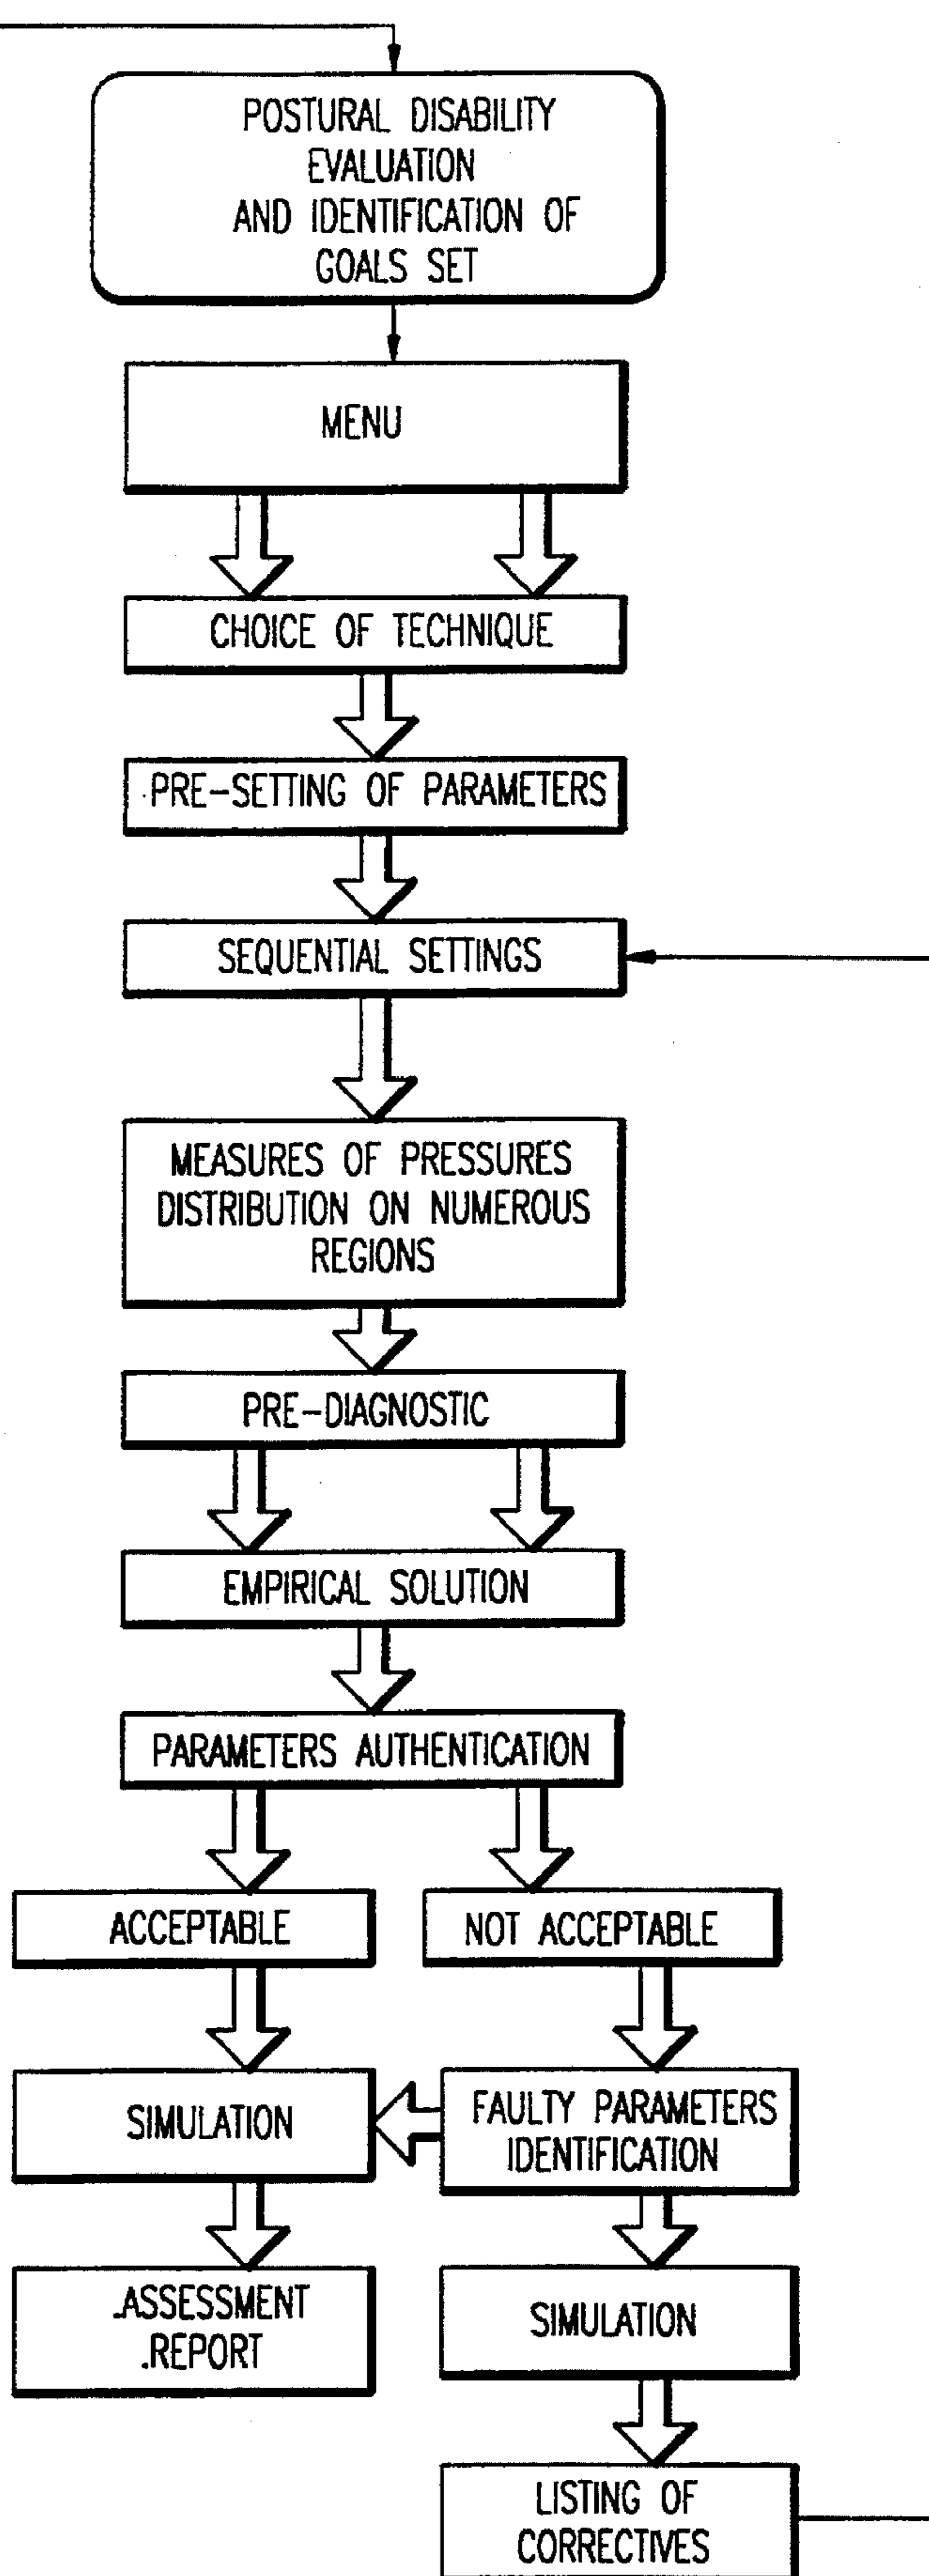 POSTURAL DISABILITY
EVALUATION
AND IDENTIFICATION OF
GOALS SET
MENU
CHOICE OF TECHNIQUE
PRE-SETTING OF PARAMETERS
SEQUENTIAL SETTINGS
MEASURES OF PRESSURES
DISTRIBUTION ON NUMEROUS
REGIONS
PRE-DIAGNOSTIC
EMPIRICAL SOLUTION
PARAMETERS AUTHENTICATION
ACCEPTABLE
NOT ACCEPTABLE
SIMULATION
FAULTY PARAMETERS
IDENTIFICATION
.ASSESSMENT
.REPORT
SIMULATION
LISTING OF
CORRECTIVES